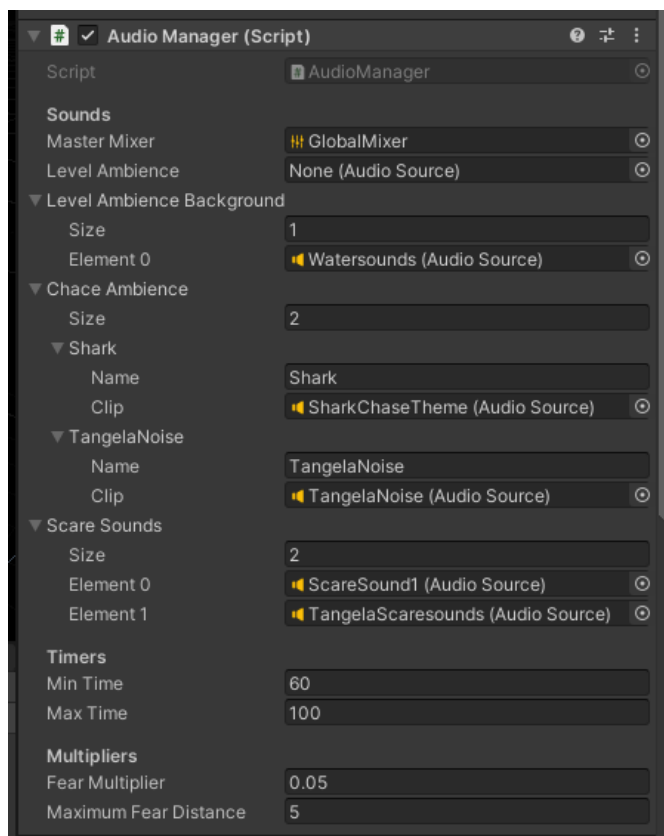 # Audio Manager (Script)
Script AudioManager
Sounds
Master Mixer GlobalMixer
Level Ambience None (Audio Source)
Level Ambience Background
Size 1
Element 0 Watersounds (Audio Source)
Chace Ambience
Size 2
Shark
Name Shark
Clip SharkChaseTheme (Audio Source)
TangelaNoise
Name TangelaNoise
Clip TangelaNoise (Audio Source)
Scare Sounds
Size 2
Element 0 ScareSound1 (Audio Source)
Element 1 TangelaScaresounds (Audio Source)
Timers
Min Time 60
Max Time 100
Multipliers
Fear Multiplier 0.05
Maximum Fear Distance 5